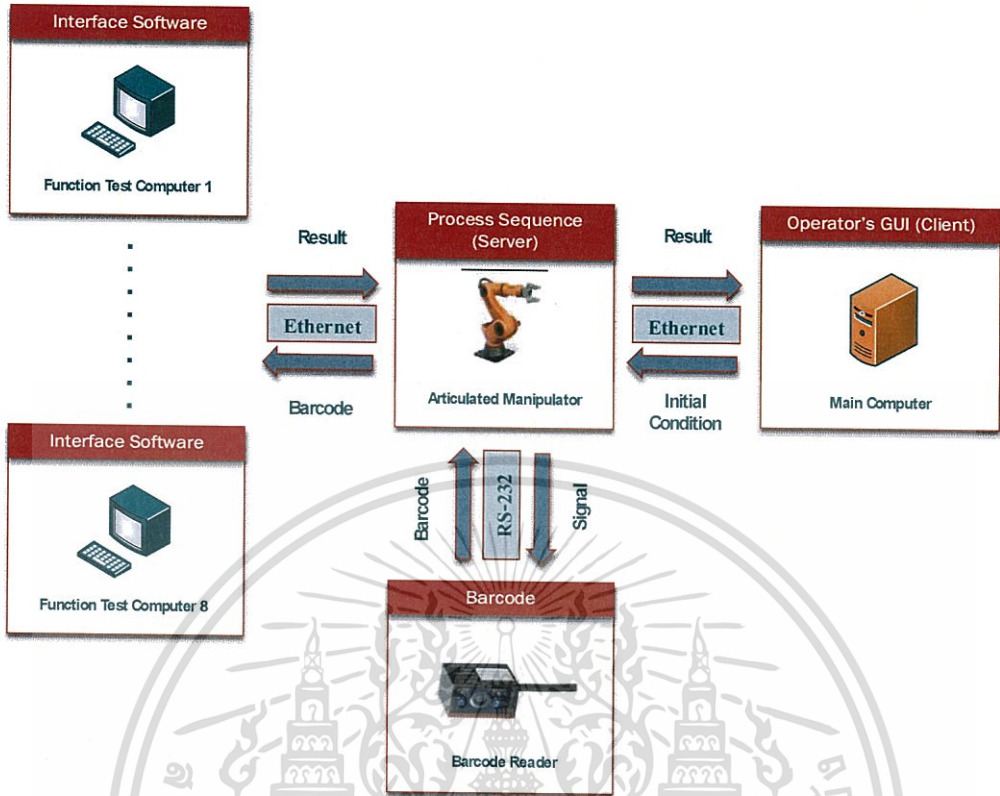 Interface Software
Function Test Computer 1
Result
Ethernet
Barcode
Process Sequence
(Server)
Articulated Manipulator
Result
Ethernet
Initial
Condition
Operator's GUI (Client)
Main Computer
Interface Software
Function Test Computer 8
Barcode
RS-232
Signal
Barcode
Barcode Reader